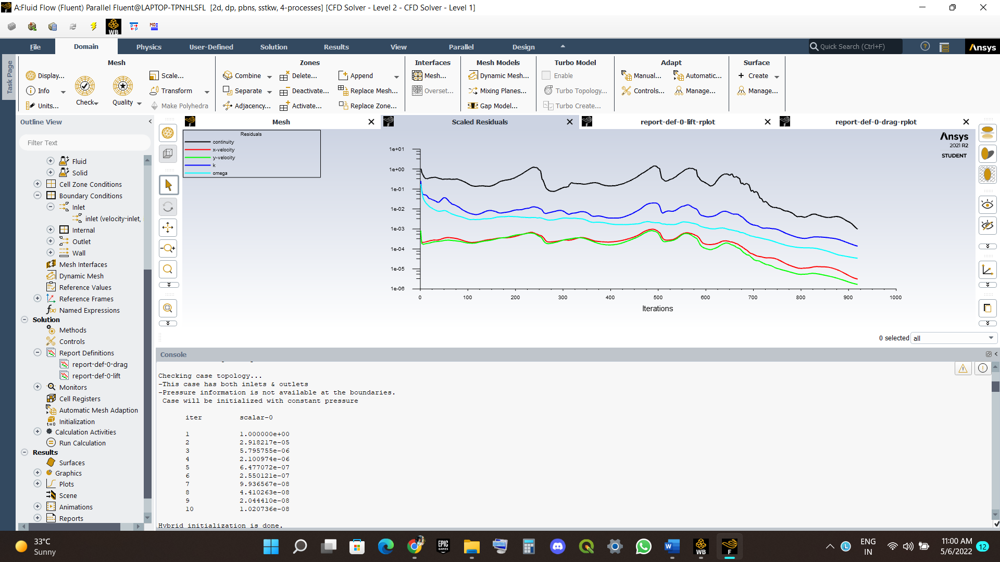 A:Fluid Flow (Fluent) Parallel Fluent@LAPTOP-TPNHLSFL [2d, dp, pbns, sstkw, 4-processes] [CFD Solver - Level 2 - CFD Solver - Level 1]
WB
P=P
MO=
File Domain Physics User-Defined Solution Results View Parallel Design Quick Search (Ctrl+F) Ansys
Task Page
Mesh
Display...
Info
Units...
Check
Quality
Scale...
Transform
Make Polyhedra
Zones
Combine
Separate
Adjacency...
Delete...
Deactivate...
Activate...
Append
Replace Mesh...
Replace Zone...
Interfaces
Mesh...
Overset...
Mesh Models
Dynamic Mesh...
Mixing Planes...
Gap Model...
Turbo Model
Enable
Turbo Topology...
Turbo Create...
Adapt
Manual...
Controls...
Automatic...
Manage...
Surface
Create
Manage...
Outline View
Filter Text
Fluid
Solid
Cell Zone Conditions
Boundary Conditions
Inlet
inlet (velocity-inlet,
Internal
Outlet
Wall
Mesh Interfaces
Dynamic Mesh
Reference Values
Reference Frames
Named Expressions
Solution
Methods
Controls
Report Definitions
report-def-0-drag
report-def-0-lift
Monitors
Cell Registers
Automatic Mesh Adaption
Initialization
Calculation Activities
Run Calculation
Results
Surfaces
Graphics
Plots
Scene
Animations
Reports
Mesh Scaled Residuals report-def-0-lift-rplot report-def-0-drag-rplot
Residuals
continuity
x-velocity
y-velocity
k
omega
Ansys
2021 R2
STUDENT
1e+01
1e+00
1e-01
1e-02
1e-03
1e-04
1e-05
1e-06
0 100 200 300 400 500 600 700 800 900 1000
Iterations
0 selected all
Console
Checking case topology...
-This case has both inlets & outlets
-Pressure information is not available at the boundaries.
Case will be initialized with constant pressure
iter scalar-0
1 1.000000e+00
2 2.918217e-05
3 5.795755e-06
4 2.100974e-06
5 6.477072e-07
6 2.550121e-07
7 9.936567e-08
8 4.410263e-08
9 2.044410e-08
10 1.020736e-08
Hybrid initialization is done.
33°C
Sunny
EPIC GAMES
WB
F
ENG
IN
11:00 AM
5/6/2022
12